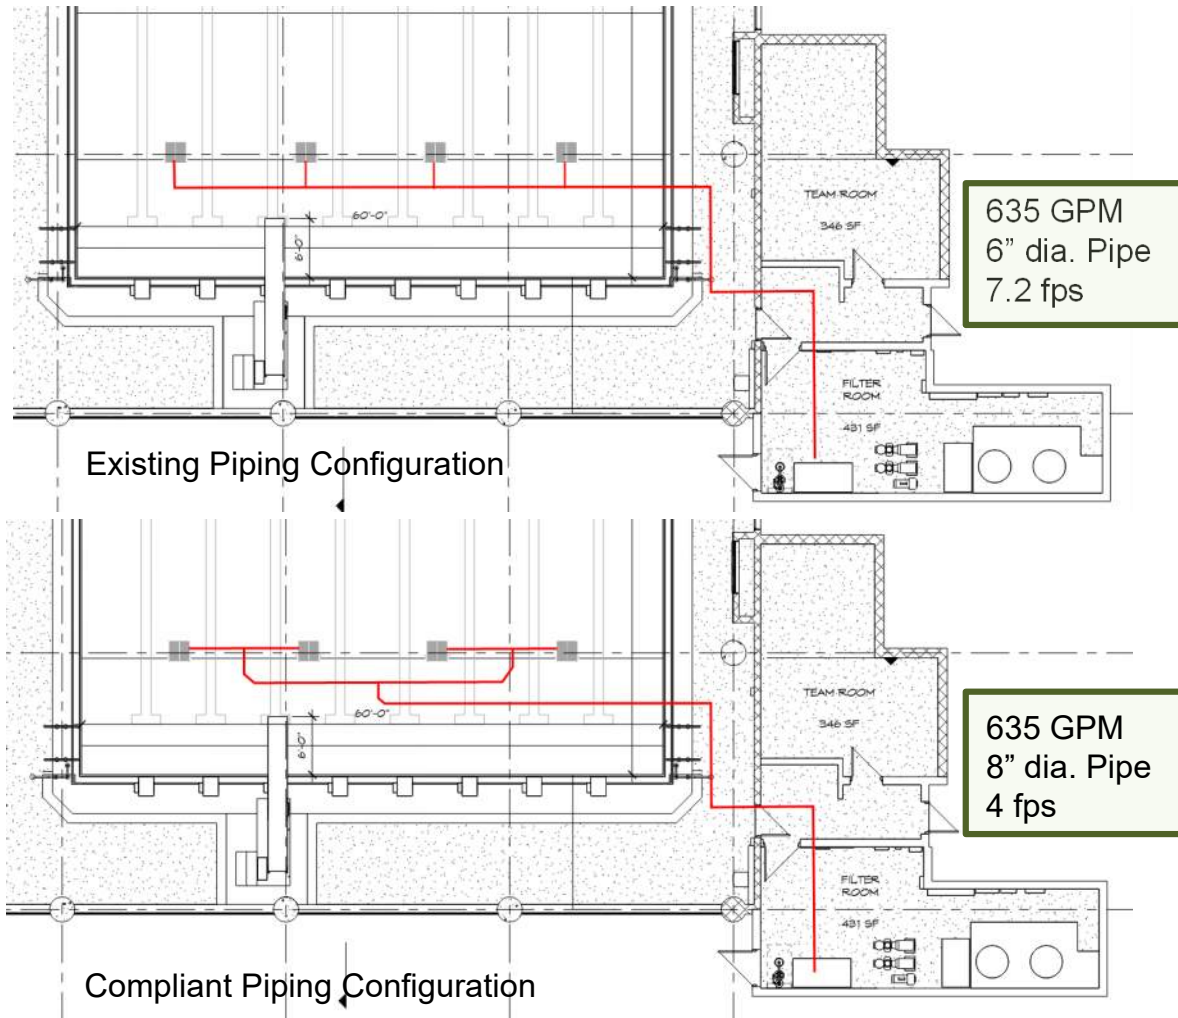 TEAM ROOM
346 SF
635 GPM
6” dia. Pipe
7.2 fps
60'-0"
6'-0"
FILTER
ROOM
431 SF
Existing Piping Configuration
TEAM ROOM
346 SF
635 GPM
8” dia. Pipe
4 fps
60'-0"
6'-0"
FILTER
ROOM
431 SF
Compliant Piping Configuration